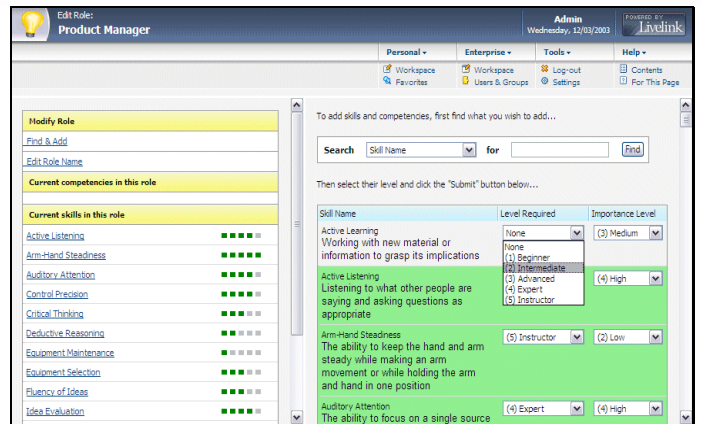 Edit Role:
Product Manager
Admin
Wednesday, 12/03/2003
POWERED BY
Livelink
Personal
Enterprise
Tools
Help
Workspace
Workspace
Log-out
Contents
Favorites
Users & Groups
Settings
For This Page
Modify Role
Find & Add
Edit Role Name
Current competencies in this role
Current skills in this role
Active Listening
Arm-Hand Steadiness
Auditory Attention
Control Precision
Critical Thinking
Deductive Reasoning
Equipment Maintenance
Equipment Selection
Fluency of Ideas
Idea Evaluation
To add skills and competencies, first find what you wish to add...
Search Skill Name for Find
Then select their level and click the "Submit" button below...
Skill Name Level Required Importance Level
Active Learning
Working with new material or
information to grasp its implications
None
(3) Medium
None
(1) Beginner
(2) Intermediate
(3) Advanced
(4) Expert
(5) Instructor
Active Listening
Listening to what other people are
saying and asking questions as
appropriate
(4) High
Arm-Hand Steadiness
The ability to keep the hand and arm
steady while making an arm
movement or while holding the arm
and hand in one position
(5) Instructor
(2) Low
Auditory Attention
The ability to focus on a single source
(4) Expert
(4) High